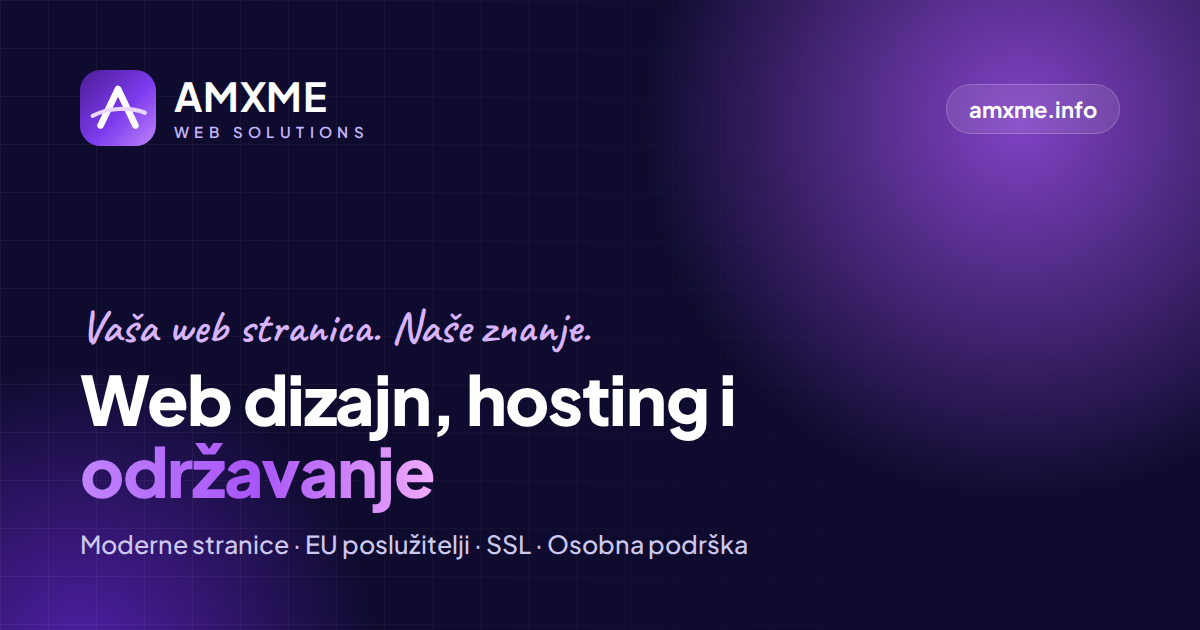 AMXME
WEB SOLUTIONS
amxme.info
Vaša web stranica. Naše znanje.
Web dizajn, hosting i
održavanje
Moderne stranice · EU poslužitelji · SSL · Osobna podrška